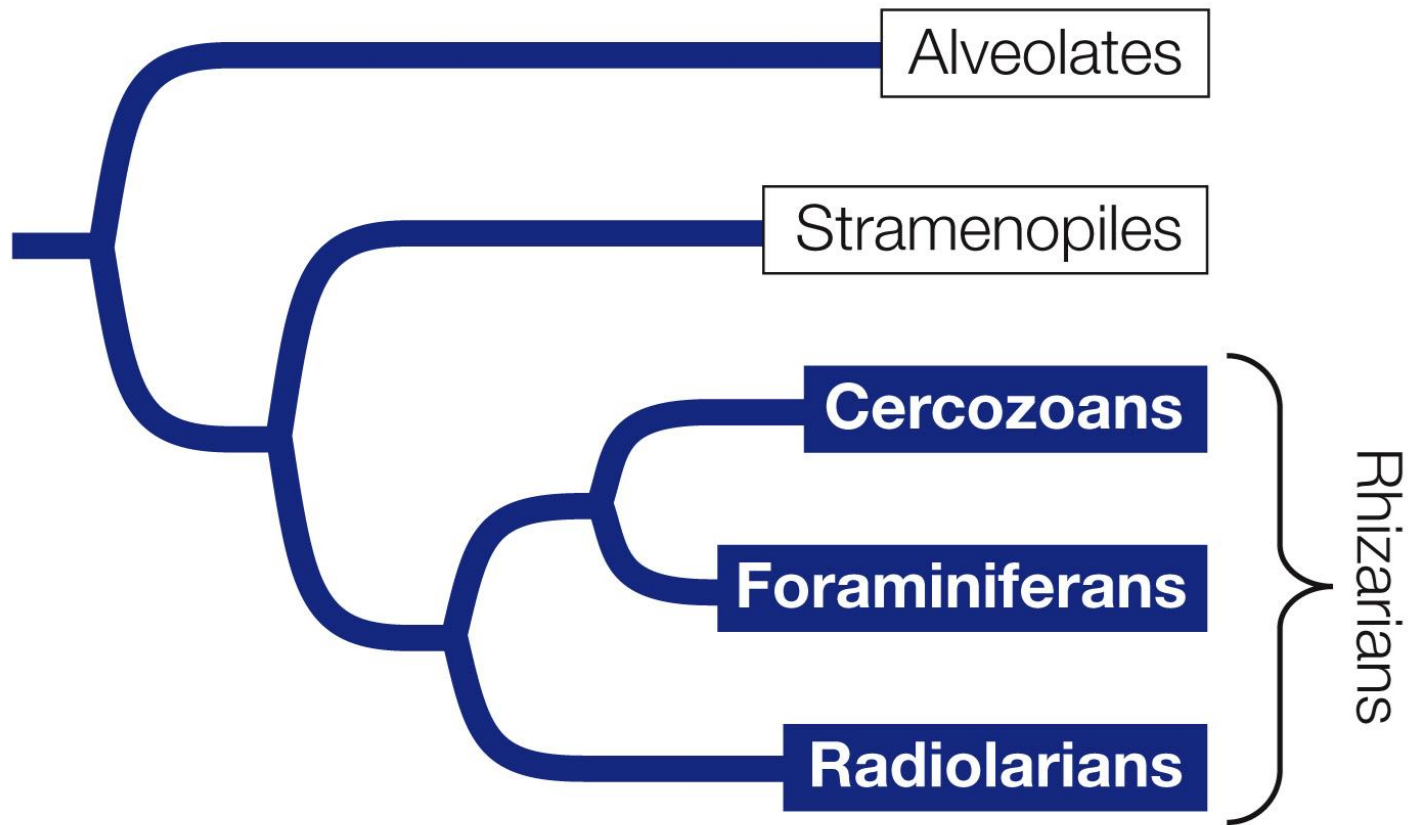 Alveolates
Stramenopiles
Cercozoans
Foraminiferans
Radiolarians
Rhizarians